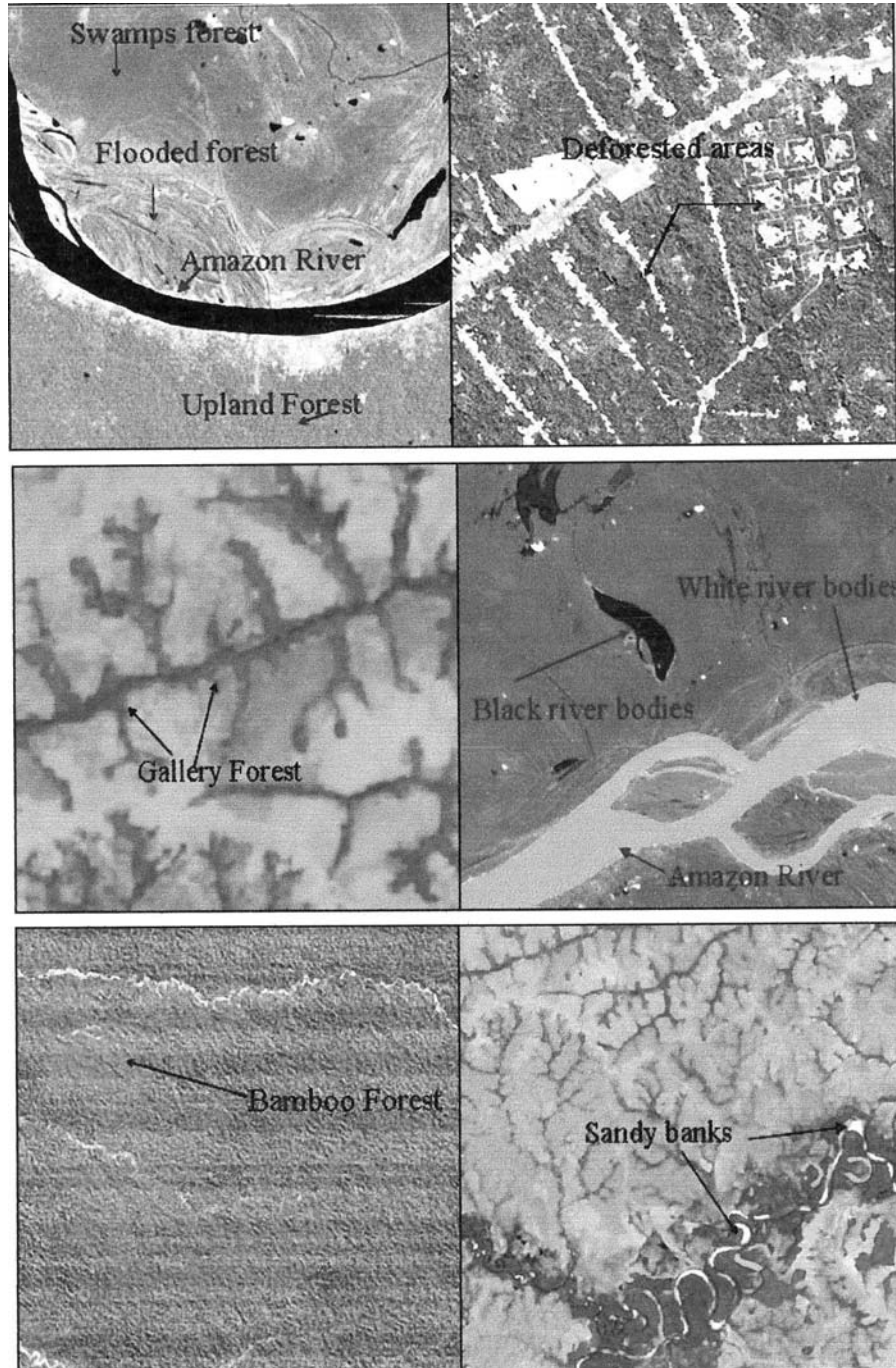 Swamps forest
Flooded forest
Amazon River
Upland Forest
Deforested areas
Gallery Forest
White river bodies
Black river bodies
Amazon River
Bamboo Forest
Sandy banks